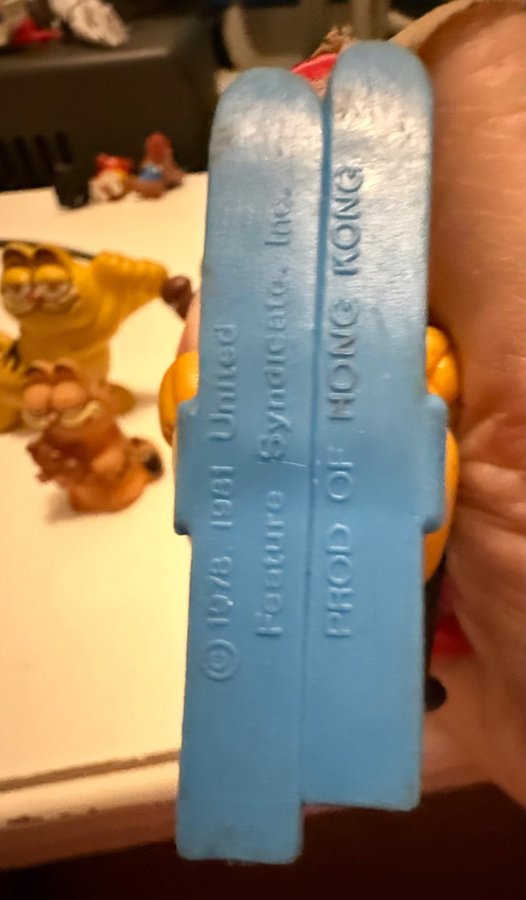 © 1978, 1981 United
Feature Syndicate, Inc.
PROD OF HONG KONG